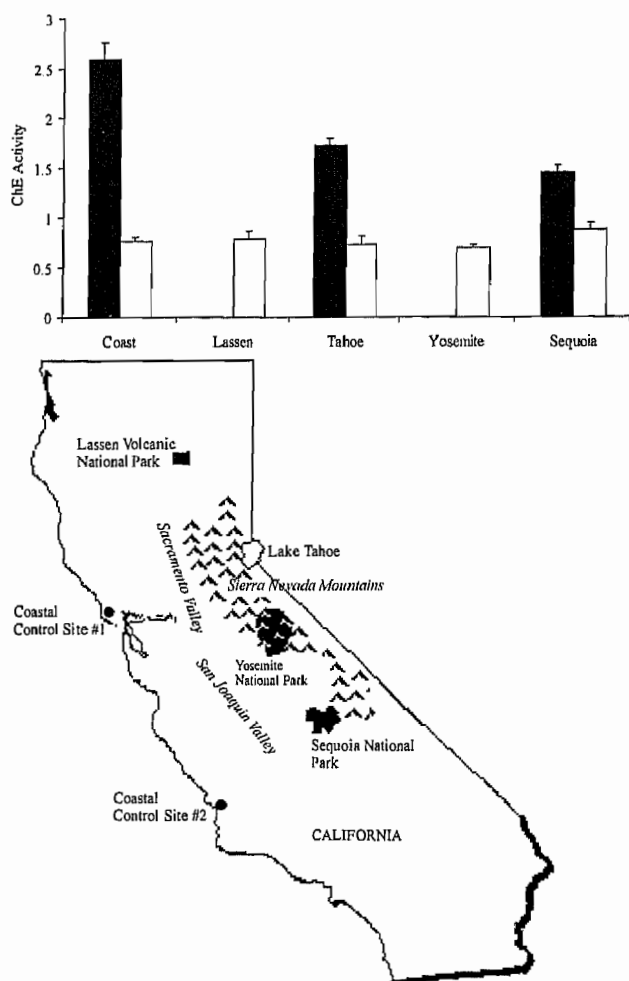 3
2.5
ChE Activity
2
1.5
1
0.5
0
Coast Lassen Tahoe Yosemite Sequoia
Lassen Volcanic
National Park
Sacramento Valley
Lake Tahoe
Sierra Nevada Mountains
Coastal
Control Site #1
Yosemite
National Park
San Joaquin Valley
Sequoia National
Park
Coastal
Control Site #2
CALIFORNIA